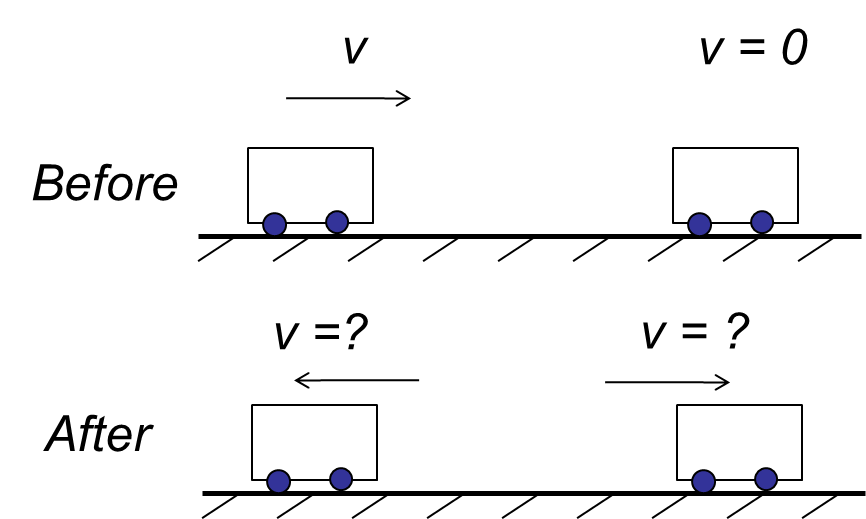 v
v = 0
Before
v =?
v = ?
After